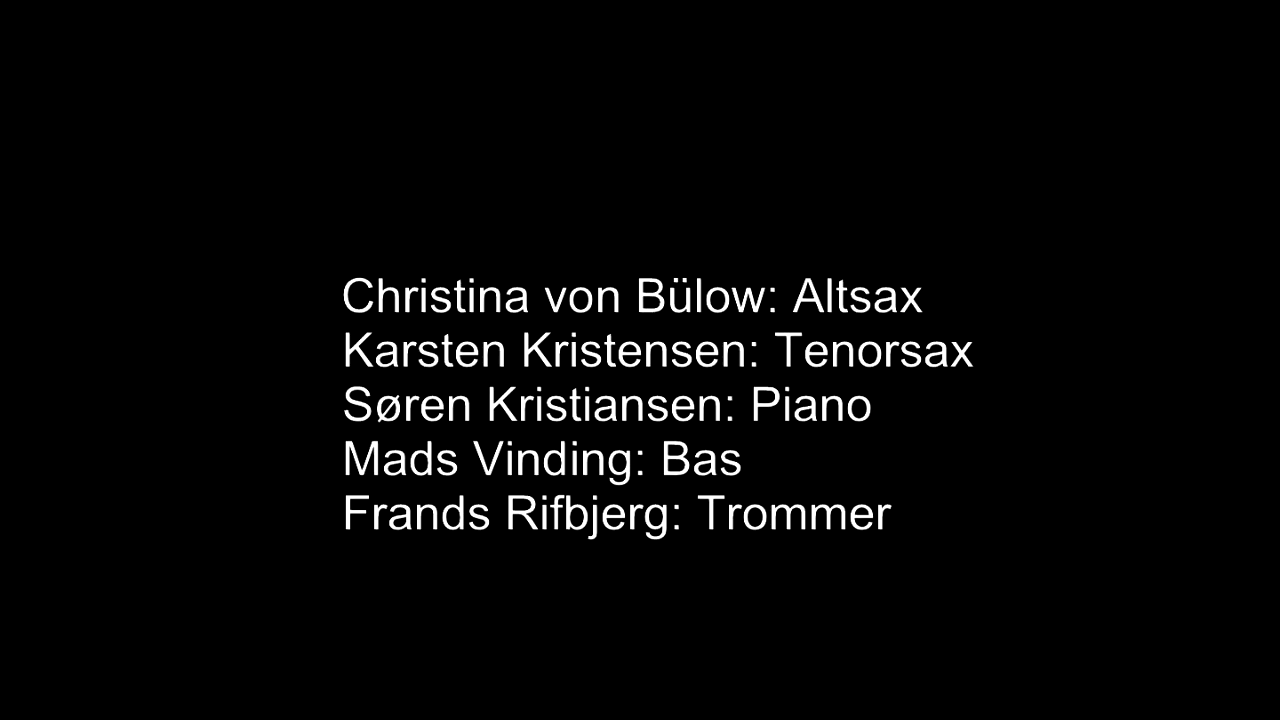 Christina von Bülow: Altsax
Karsten Kristensen: Tenorsax
Søren Kristiansen: Piano
Mads Vinding: Bas
Frands Rifbjerg: Trommer